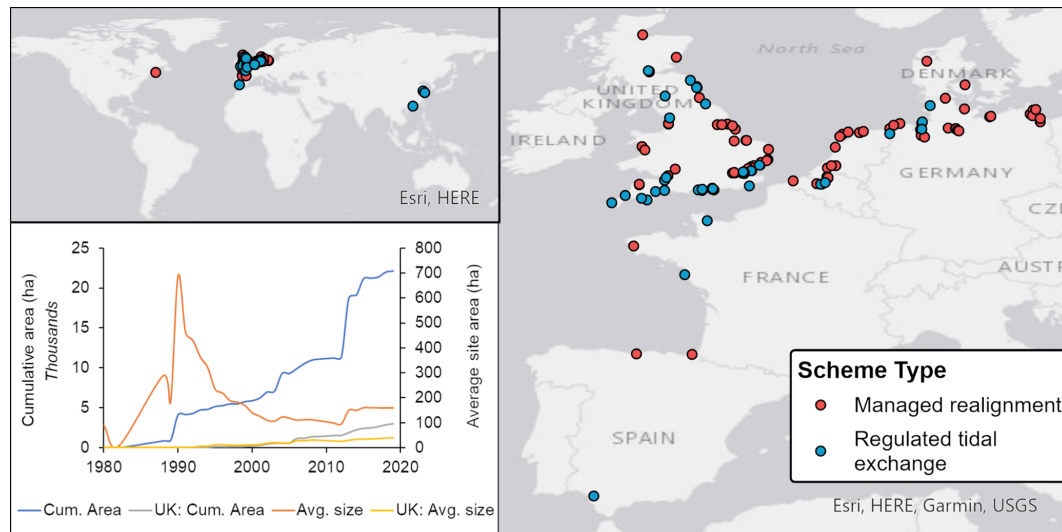 Esri, HERE
North Sea
UNITED
KINGDOM
IRELAND
DENMARK
GERMANY
CZ
AUSTR
FRANCE
SPAIN
Scheme Type
Managed realignment
Regulated tidal
exchange
Esri, HERE, Garmin, USGS
Cumulative area (ha)
Thousands
25
20
15
10
5
0
800
700
600
500
400
300
200
100
0
Average site area (ha)
1980 1990 2000 2010 2020
Cum. Area UK: Cum. Area Avg. size UK: Avg. size